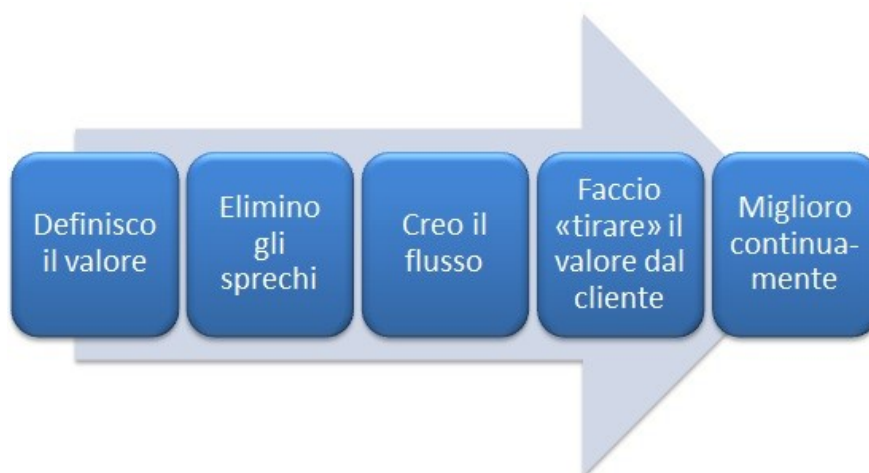 Definisco
il valore
Elimino
gli
sprechi
Creo il
flusso
Faccio
«tirare» il
valore dal
cliente
Miglioro
continua-
mente